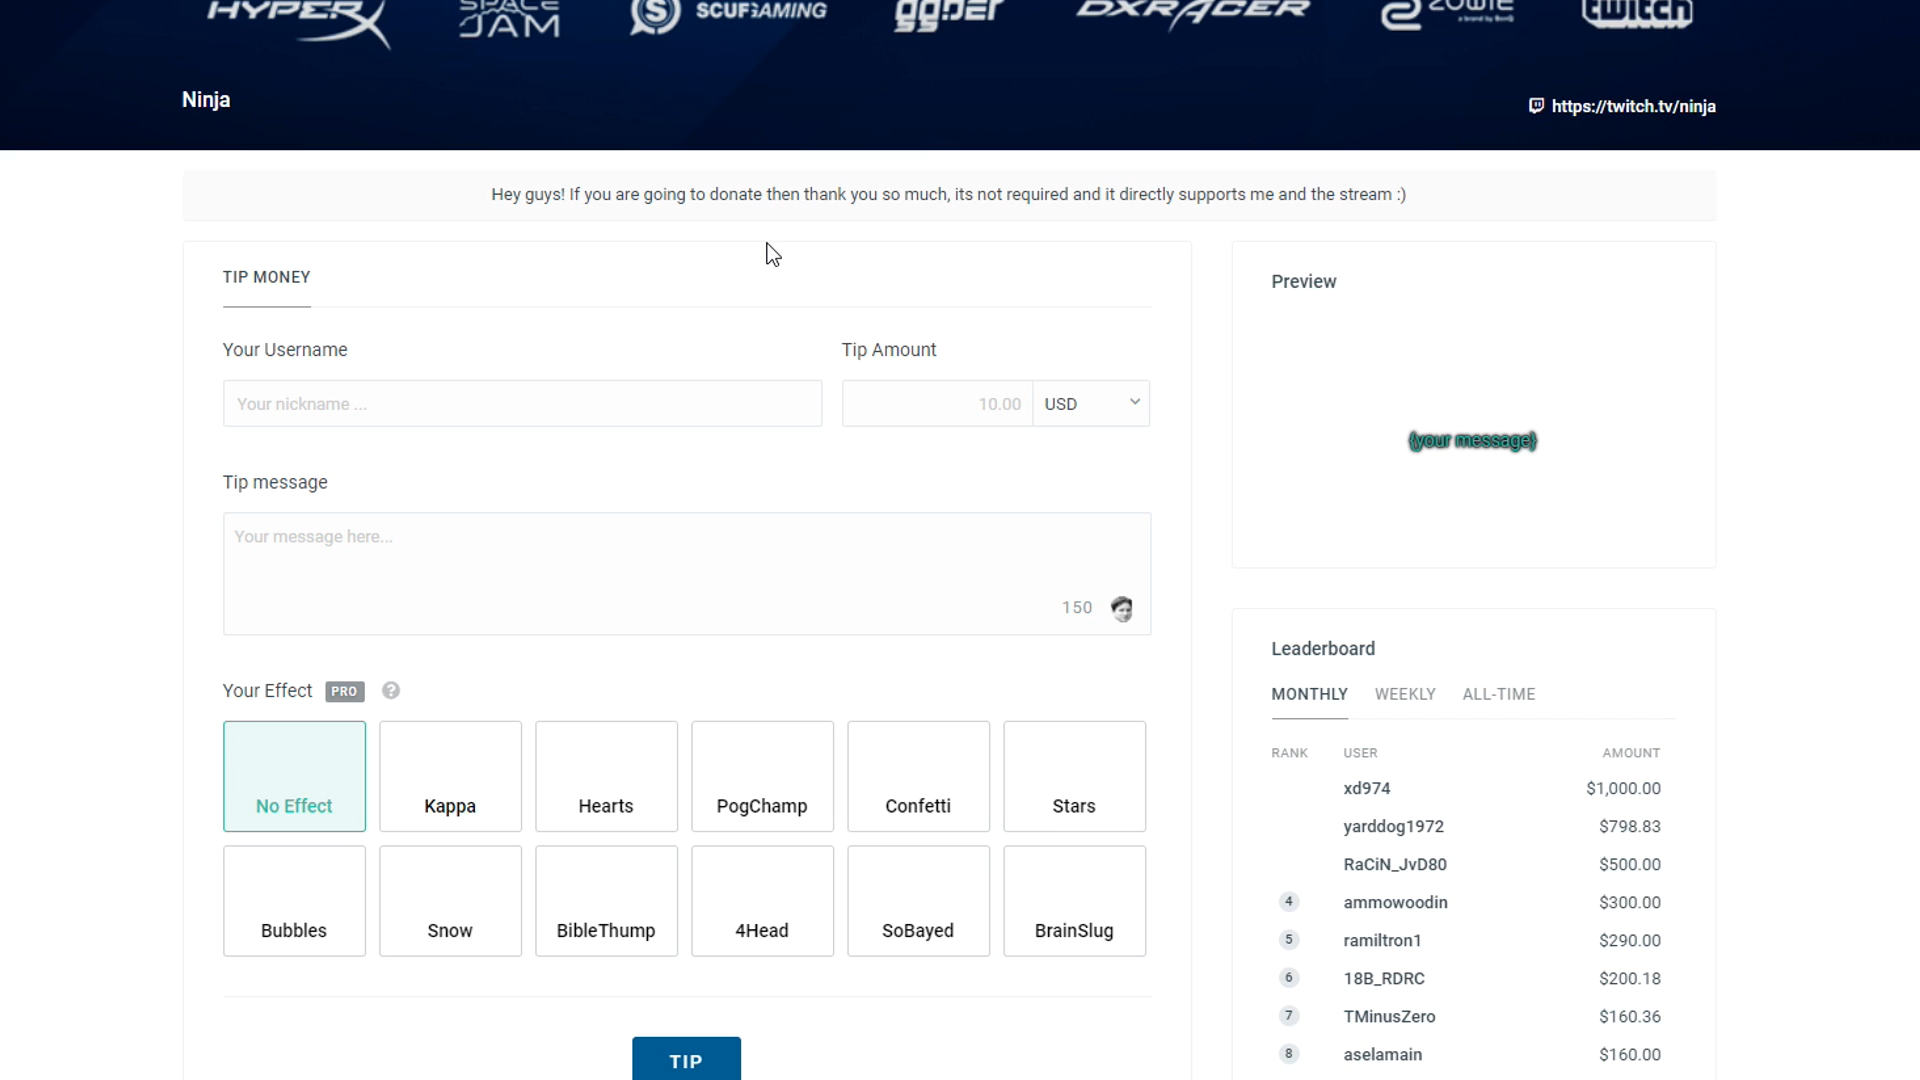 HYPERX SPACE JAM SCUFGAMING DXRACER ZOWIE twitch
Ninja
https://twitch.tv/ninja
Hey guys! If you are going to donate then thank you so much, its not required and it directly supports me and the stream :)
TIP MONEY
Your Username
Tip Amount
Your nickname ...
10.00
USD
Tip message
Your message here...
150
Your Effect PRO ?
No Effect
Kappa
Hearts
PogChamp
Confetti
Stars
Bubbles
Snow
BibleThump
4Head
SoBayed
BrainSlug
TIP
Preview
{your message}
Leaderboard
MONTHLY WEEKLY ALL-TIME
RANK USER AMOUNT
xd974 $1,000.00
yarddog1972 $798.83
RaCiN_JvD80 $500.00
4 ammowoodin $300.00
5 ramiltron1 $290.00
6 18B_RDRC $200.18
7 TMinusZero $160.36
8 aselamain $160.00